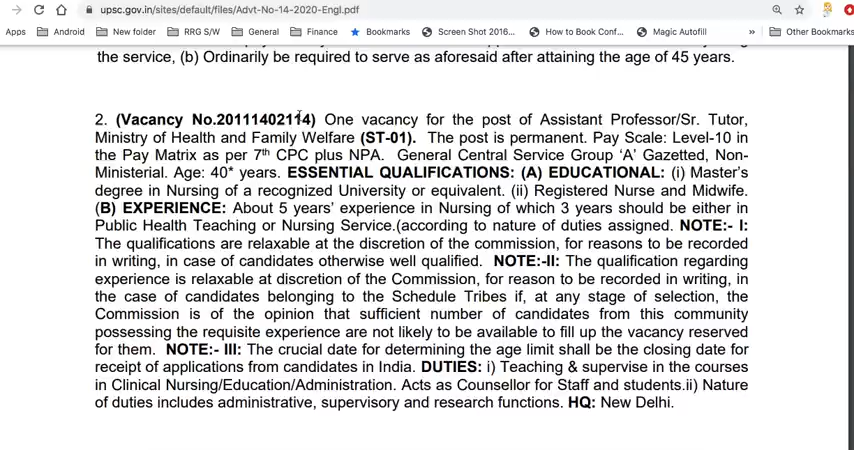 upsc.gov.in/sites/default/files/Advt-No-14-2020-Engl.pdf
Apps Android New folder RRG S/W General Finance Bookmarks Screen Shot 2016... How to Book Conf... Magic Autofill » Other Bookmarks
the service, (b) Ordinarily be required to serve as aforesaid after attaining the age of 45 years.
2. (Vacancy No.20111402114) One vacancy for the post of Assistant Professor/Sr. Tutor,
Ministry of Health and Family Welfare (ST-01). The post is permanent. Pay Scale: Level-10 in
the Pay Matrix as per 7th CPC plus NPA. General Central Service Group ‘A’ Gazetted, Non-
Ministerial. Age: 40* years. ESSENTIAL QUALIFICATIONS: (A) EDUCATIONAL: (i) Master’s
degree in Nursing of a recognized University or equivalent. (ii) Registered Nurse and Midwife.
(B) EXPERIENCE: About 5 years’ experience in Nursing of which 3 years should be either in
Public Health Teaching or Nursing Service.(according to nature of duties assigned. NOTE:- I:
The qualifications are relaxable at the discretion of the commission, for reasons to be recorded
in writing, in case of candidates otherwise well qualified. NOTE:-II: The qualification regarding
experience is relaxable at discretion of the Commission, for reason to be recorded in writing, in
the case of candidates belonging to the Schedule Tribes if, at any stage of selection, the
Commission is of the opinion that sufficient number of candidates from this community
possessing the requisite experience are not likely to be available to fill up the vacancy reserved
for them. NOTE:- III: The crucial date for determining the age limit shall be the closing date for
receipt of applications from candidates in India. DUTIES: i) Teaching & supervise in the courses
in Clinical Nursing/Education/Administration. Acts as Counsellor for Staff and students.ii) Nature
of duties includes administrative, supervisory and research functions. HQ: New Delhi.